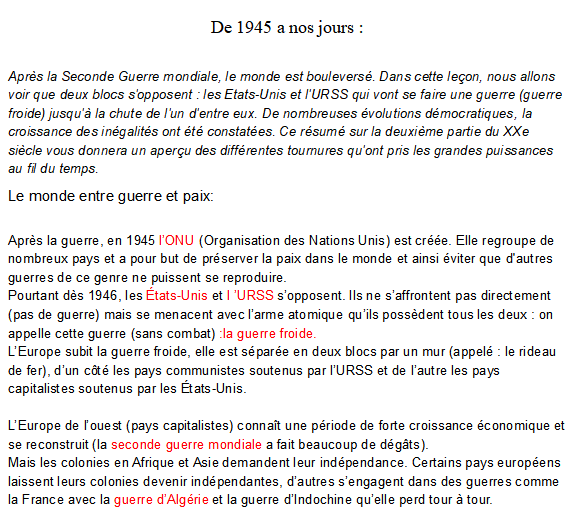 De 1945 a nos jours :
Après la Seconde Guerre mondiale, le monde est bouleversé. Dans cette leçon, nous allons
voir que deux blocs s'opposent : les Etats-Unis et l'URSS qui vont se faire une guerre (guerre
froide) jusqu'à la chute de l'un d'entre eux. De nombreuses évolutions démocratiques, la
croissance des inégalités ont été constatées. Ce résumé sur la deuxième partie du XXe
siècle vous donnera un aperçu des différentes tournures qu'ont pris les grandes puissances
au fil du temps.
Le monde entre guerre et paix:
Après la guerre, en 1945 l'ONU (Organisation des Nations Unis) est créée. Elle regroupe de
nombreux pays et a pour but de préserver la paix dans le monde et ainsi éviter que d'autres
guerres de ce genre ne puissent se reproduire.
Pourtant dès 1946, les États-Unis et l 'URSS s'opposent. Ils ne s'affrontent pas directement
(pas de guerre) mais se menacent avec l'arme atomique qu'ils possèdent tous les deux : on
appelle cette guerre (sans combat) :la guerre froide.
L'Europe subit la guerre froide, elle est séparée en deux blocs par un mur (appelé : le rideau
de fer), d'un côté les pays communistes soutenus par l'URSS et de l'autre les pays
capitalistes soutenus par les États-Unis.
L'Europe de l'ouest (pays capitalistes) connaît une période de forte croissance économique et
se reconstruit (la seconde guerre mondiale a fait beaucoup de dégâts).
Mais les colonies en Afrique et Asie demandent leur indépendance. Certains pays européens
laissent leurs colonies devenir indépendantes, d'autres s'engagent dans des guerres comme
la France avec la guerre d'Algérie et la guerre d'Indochine qu'elle perd tour à tour.